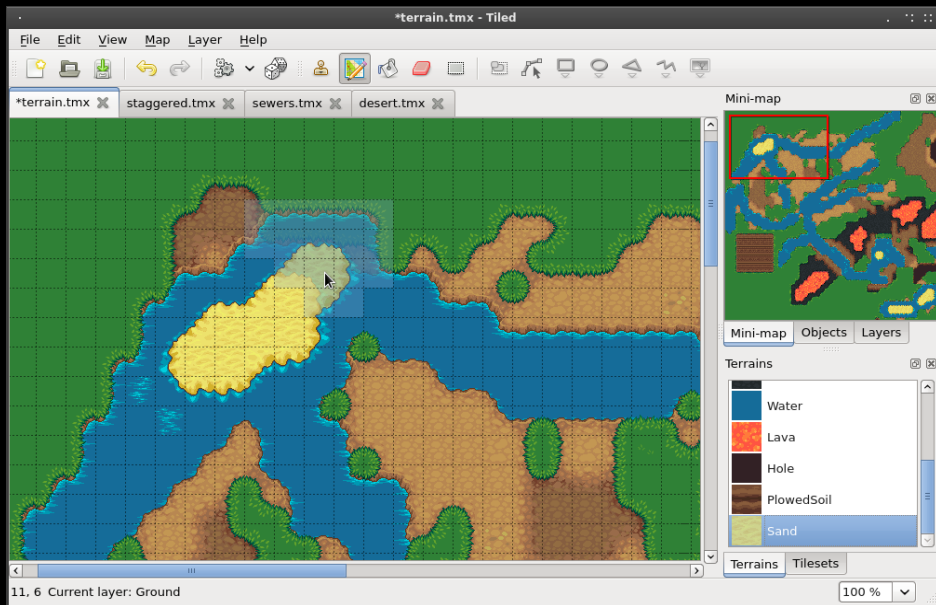 *terrain.tmx - Tiled
File Edit View Map Layer Help
*terrain.tmx staggered.tmx sewers.tmx desert.tmx
Mini-map
Mini-map Objects Layers
Terrains
Water
Lava
Hole
PlowedSoil
Sand
Terrains Tilesets
11, 6 Current layer: Ground
100 %